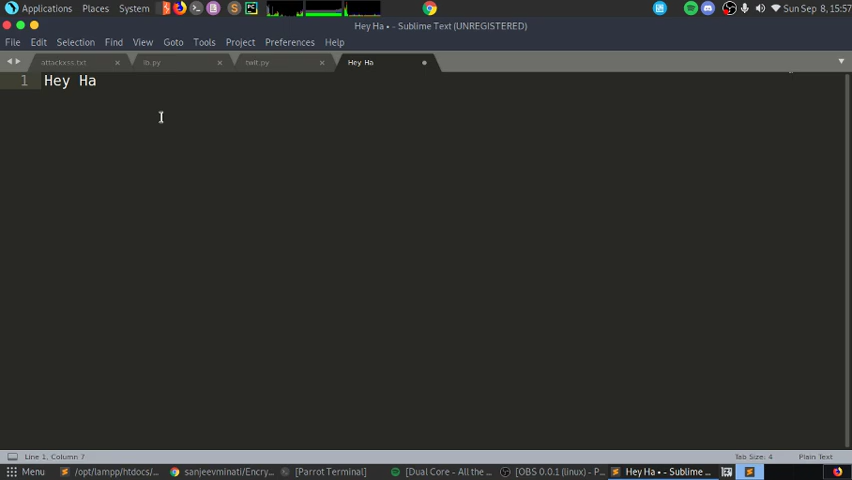 Applications Places System Sun Sep 8, 15:57
Hey Ha • - Sublime Text (UNREGISTERED)
File Edit Selection Find View Goto Tools Project Preferences Help
attackxss.txt × lb.py × twit.py × Hey Ha
1 Hey Ha
Line 1, Column 7 Tab Size: 4 Plain Text
Menu /opt/lampp/htdocs/... sanjeevminati/Encry... [Parrot Terminal] [Dual Core - All the ... [OBS 0.0.1 (linux) - P... Hey Ha • - Sublime ...